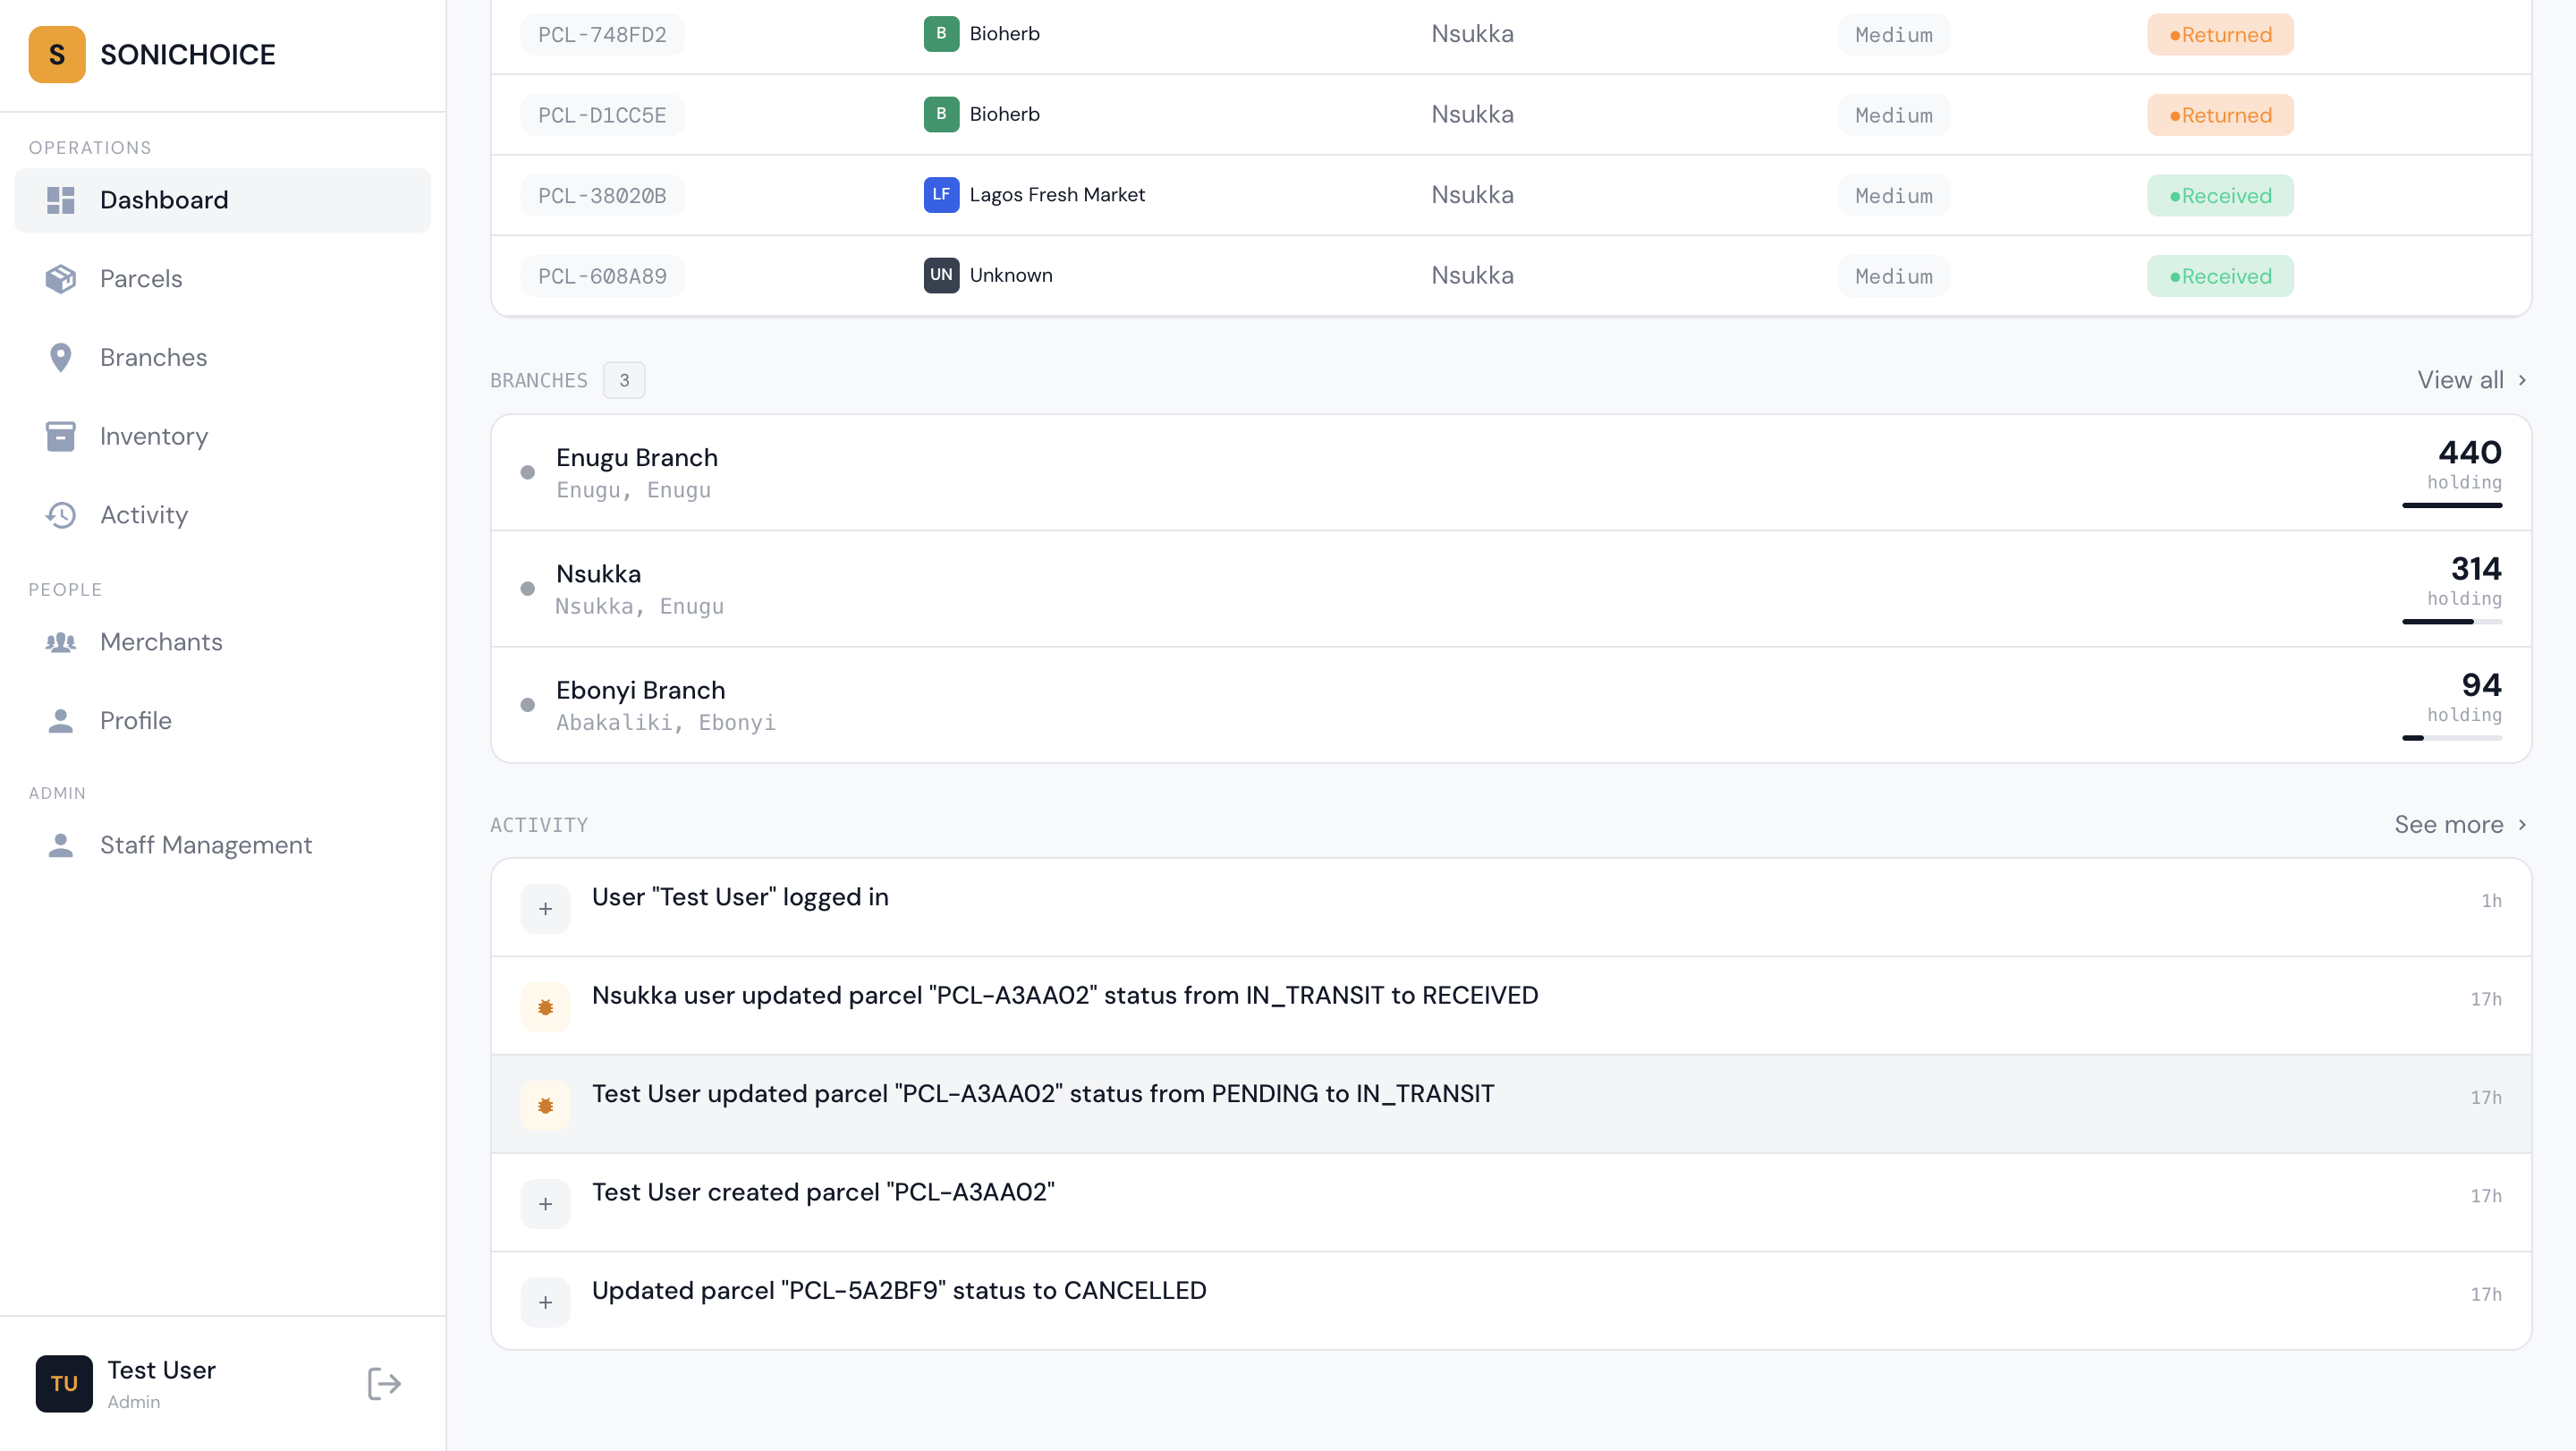 S SONICHOICE
OPERATIONS
Dashboard
Parcels
Branches
Inventory
Activity
PEOPLE
Merchants
Profile
ADMIN
Staff Management
TU Test User
Admin
PCL-748FD2 B Bioherb Nsukka Medium Returned
PCL-D1CC5E B Bioherb Nsukka Medium Returned
PCL-38020B LF Lagos Fresh Market Nsukka Medium Received
PCL-608A89 UN Unknown Nsukka Medium Received
BRANCHES 3 View all
Enugu Branch 440
Enugu, Enugu holding
Nsukka 314
Nsukka, Enugu holding
Ebonyi Branch 94
Abakaliki, Ebonyi holding
ACTIVITY See more
User "Test User" logged in 1h
Nsukka user updated parcel "PCL-A3AA02" status from IN_TRANSIT to RECEIVED 17h
Test User updated parcel "PCL-A3AA02" status from PENDING to IN_TRANSIT 17h
Test User created parcel "PCL-A3AA02" 17h
Updated parcel "PCL-5A2BF9" status to CANCELLED 17h